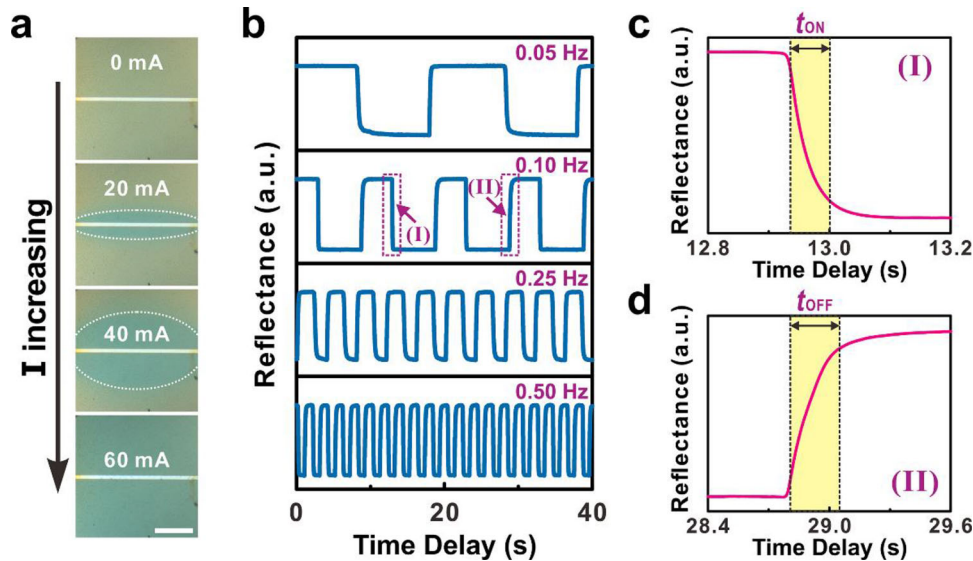 a
I increasing
0 mA
20 mA
40 mA
60 mA
b
Reflectance (a.u.)
0.05 Hz
0.10 Hz
(I)
(II)
0.25 Hz
0.50 Hz
0 20 40
Time Delay (s)
c
tON
(I)
Reflectance (a.u.)
12.8 13.0 13.2
Time Delay (s)
d
tOFF
(II)
Reflectance (a.u.)
28.4 29.0 29.6
Time Delay (s)